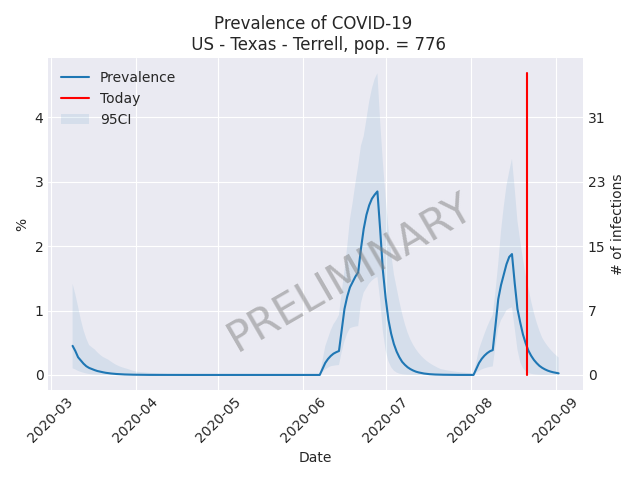 Prevalence of COVID-19
US - Texas - Terrell, pop. = 776
Prevalence
Today
95CI
4
3
2
1
0
%
31
23
15
7
0
# of infections
PRELIMINARY
2020-03
2020-04
2020-05
2020-06
2020-07
2020-08
2020-09
Date